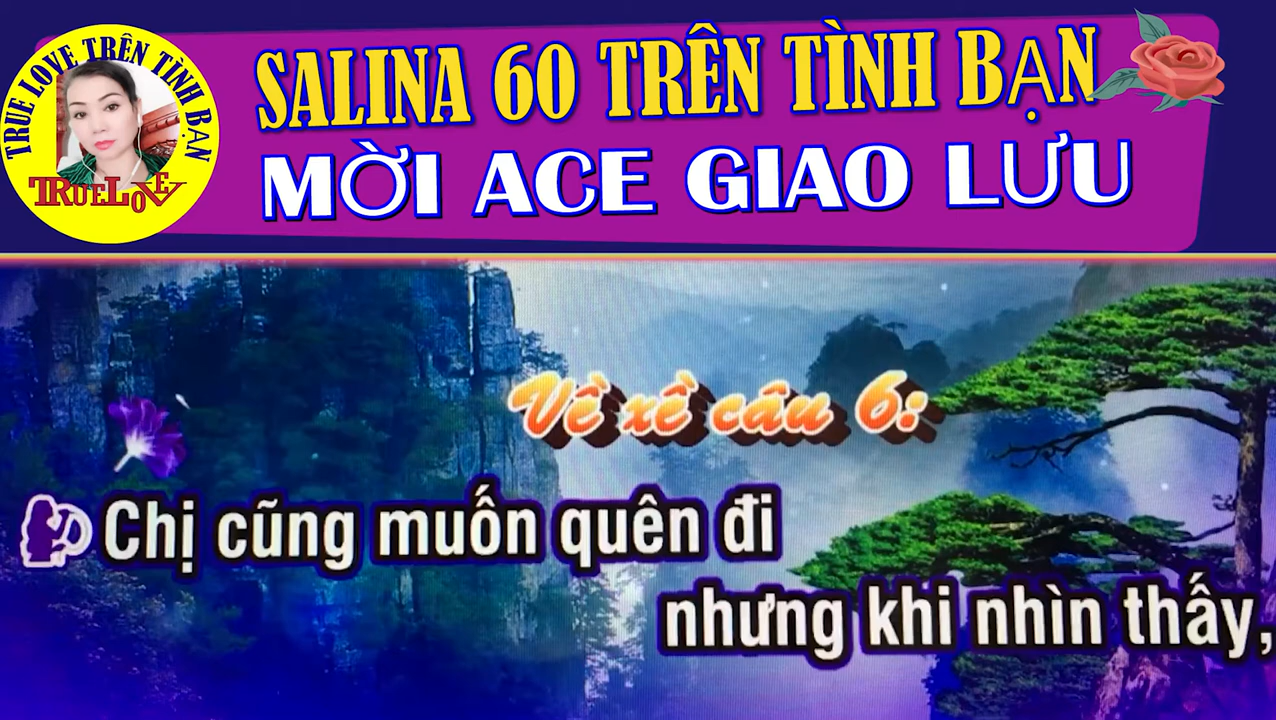 TRUE LOVE TRÊN TÌNH BẠN
TRUELOVE
SALINA 60 TRÊN TÌNH BẠN
MỜI ACE GIAO LƯU
Về xề câu 6:
Chị cũng muốn quên đi
nhưng khi nhìn thấy,